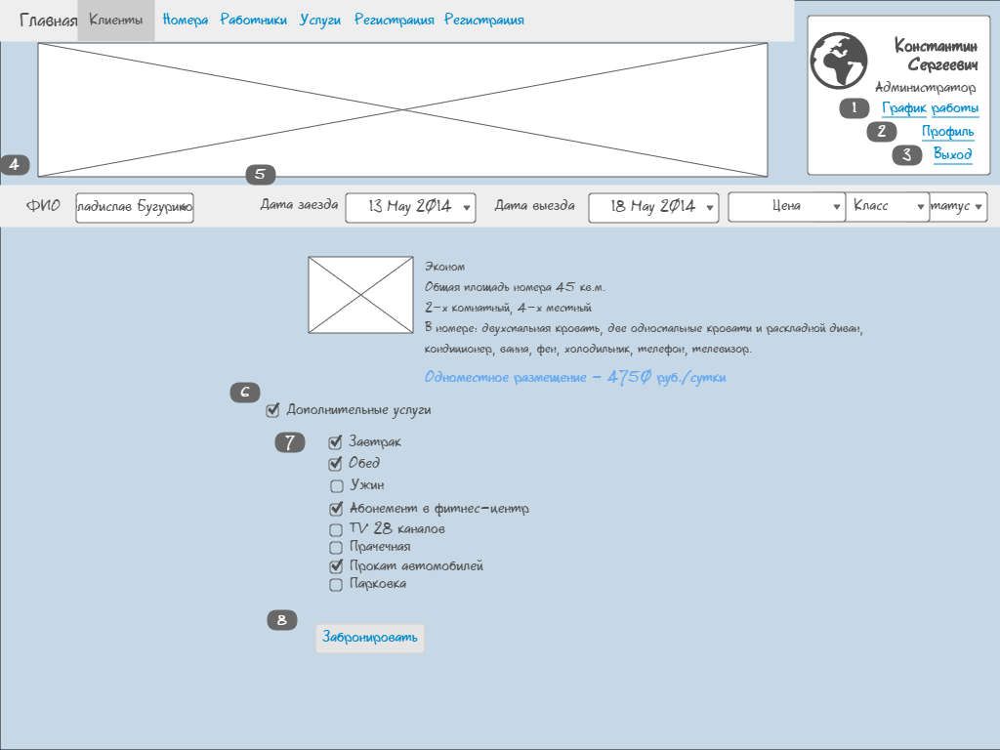 Главная Клиенты Номера Работники Услуги Регистрация Регистрация
Константин
Сергеевич
Администратор
1 График работы
2 Профиль
3 Выход
4
5
ФИО Дата заезда 13 May 2014 Дата выезда 18 May 2014 Цена Класс татус
Эконом
Общая площадь номера 45 кв.м.
2-х комнатный, 4-х местный
В номере: двухспальная кровать, две односпальные кровати и раскладной диван,
кондиционер, ванна, фен, холодильник, телефон, телевизор.
Одноместное размещение - 4750 руб./сутки
6
Дополнительные услуги
7 Завтрак
Обед
Ужин
Абонемент в фитнес-центр
TV 28 каналов
Прачечная
Прокат автомобилей
Парковка
8
Забронировать